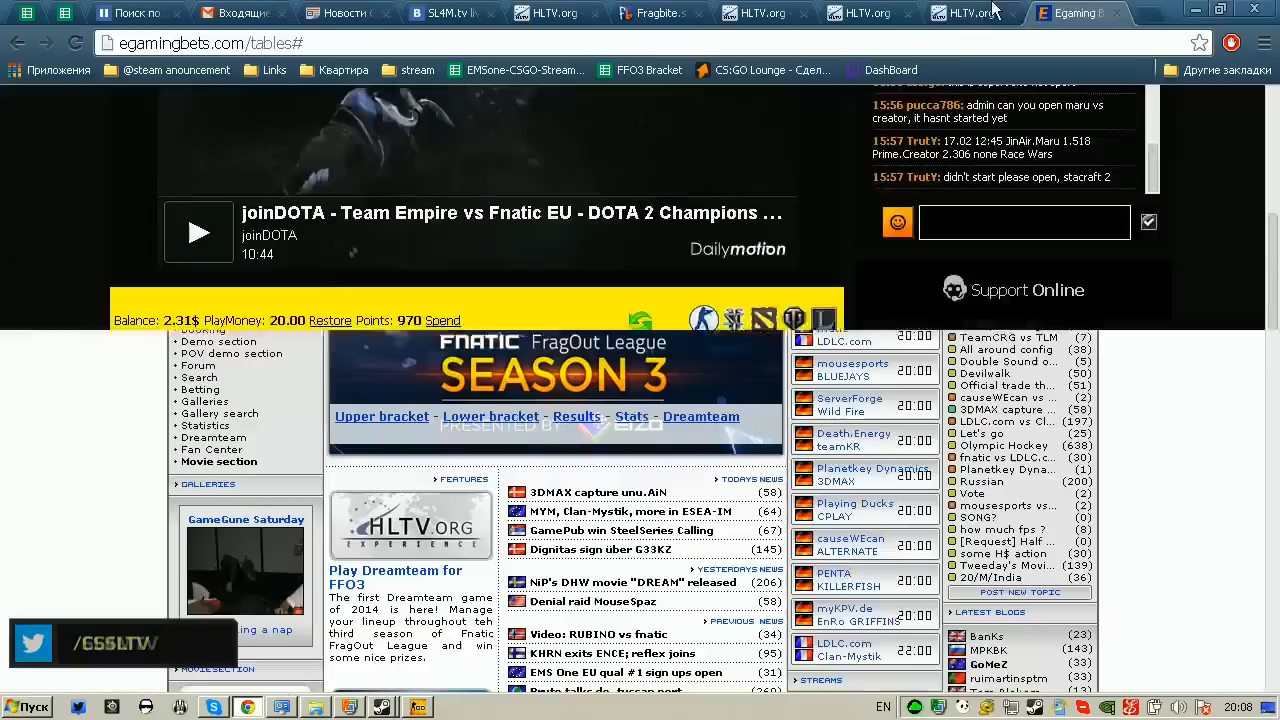 Поиск по
Входящие
Новости C
SL4M.tv li
HLTV.org
Fragbite.s
HLTV.org
HLTV.org
HLTV.org
Egaming B
egamingbets.com/tables#
Приложения
@steam anouncement
Links
Квартира
stream
EMSone-CSGO-Stream...
FFO3 Bracket
CS:GO Lounge - Сдел...
DashBoard
Другие закладки
15:56 pucca786: admin can you open maru vs
creator, it hasnt started yet
15:57 TrutY: 17.02 12:45 JinAir.Maru 1.518
Prime.Creator 2.306 none Race Wars
15:57 TrutY: didn't start please open, stacraft 2
joinDOTA - Team Empire vs Fnatic EU - DOTA 2 Champions ...
joinDOTA
10:44
Dailymotion
Support Online
Balance: 2.31$ PlayMoney: 20.00 Restore Points: 970 Spend
Demo section
POV demo section
Forum
Search
Betting
Galleries
Gallery search
Statistics
Dreamteam
Fan Center
Movie section
GALLERIES
GameGune Saturday
ing a nap
MOVIESECTION
FNATIC FragOut League
SEASON 3
Upper bracket - Lower bracket - Results - Stats - Dreamteam
PRESENTED BY: EIZO
FEATURES
HLTV.ORG
EXPERIENCE
Play Dreamteam for
FFO3
The first Dreamteam game
of 2014 is here! Manage
your lineup throughout teh
third season of Fnatic
FragOut League and win
some nice prizes.
TODAYS NEWS
3DMAX capture unu.AiN (58)
MYM, Clan-Mystik, more in ESEA-IM (64)
GamePub win SteelSeries Calling (67)
Dignitas sign über G33KZ (145)
YESTERDAYS NEWS
NiP's DHW movie "DREAM" released (206)
Denial raid MouseSpaz (58)
PREVIOUS NEWS
Video: RUBINO vs fnatic (34)
KHRN exits ENCE; reflex joins (95)
EMS One EU qual #1 sign ups open (31)
LDLC.com 20:00
mousesports
BLUEJAYS 20:00
ServerForge
Wild Fire 20:00
Death.Energy
teamKR 20:00
Planetkey Dynamics
3DMAX 20:00
Playing Ducks
CPLAY 20:00
causeWEcan
ALTERNATE 20:00
PENTA
KILLERFISH 20:00
myKPV.de
EnRo GRIFFINS 20:00
LDLC.com
Clan-Mystik 22:00
STREAMS
TeamCRG vs TLM (7)
All around config (35)
Double Sound o... (6)
Devilwalk (50)
Official trade th... (51)
causeWEcan vs ... (2)
3DMAX capture ... (59)
LDLC.com vs Cl... (197)
Let's go (25)
Olympic Hockey (638)
fnatic vs LDLC.c... (30)
Planetkey Dyna... (1)
Russian (200)
Vote (2)
mousesports vs... (2)
SONG? (0)
how much fps ? (9)
[Request] Half ... (0)
some H$ action (30)
Tweeday's Movi... (139)
20/M/India (36)
POST NEW TOPIC
LATEST BLOGS
BanKs (23)
MPKBK (143)
GoMeZ (33)
ruimartinsptm (33)
Пуск
EN
20:08